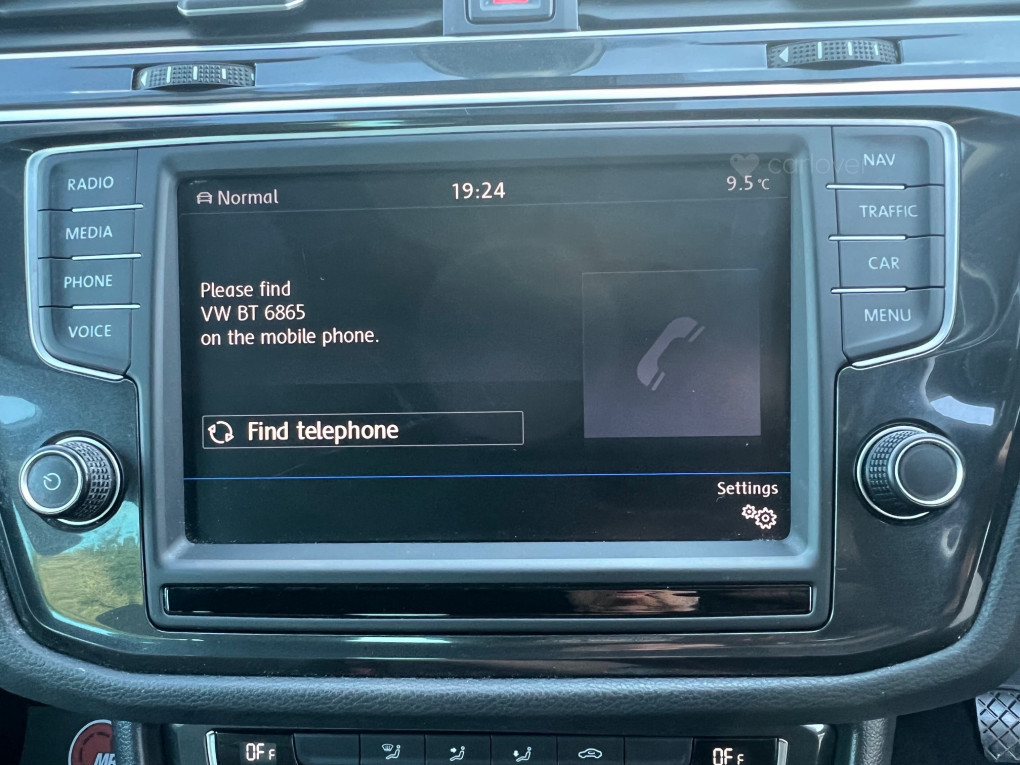 carlover
RADIO
MEDIA
PHONE
VOICE
Normal
19:24
9.5 °C
Please find
VW BT 6865
on the mobile phone.
Find telephone
Settings
NAV
TRAFFIC
CAR
MENU
OFF
OFF